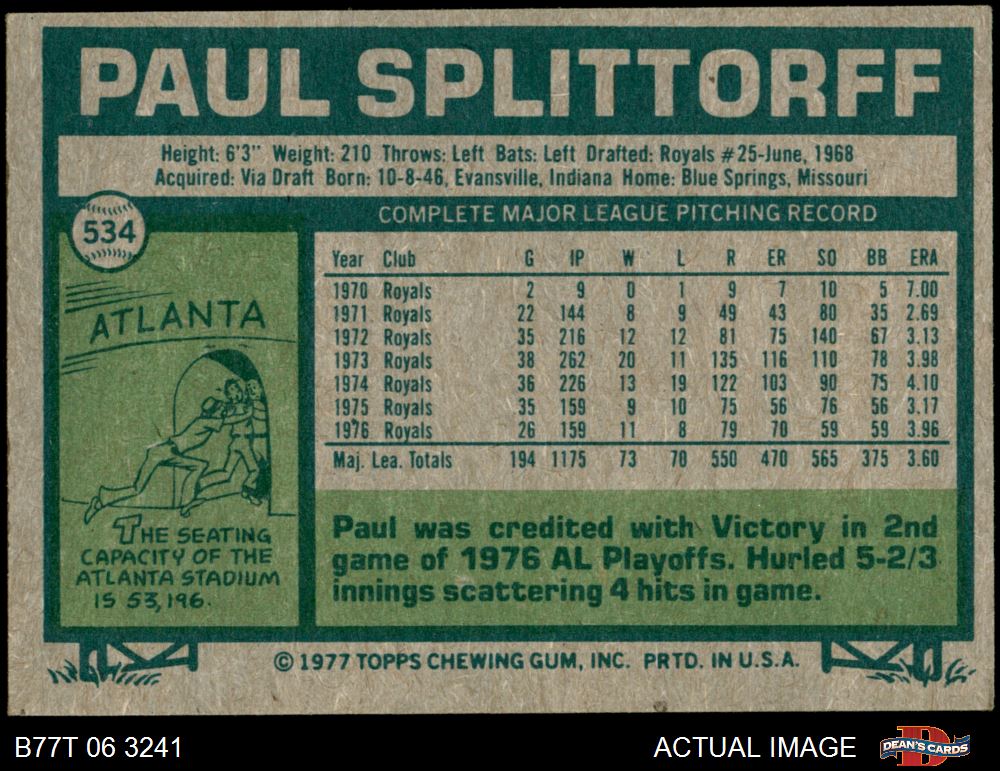 PAUL SPLITTORFF
Height: 6'3" Weight: 210 Throws: Left Bats: Left Drafted: Royals #25-June, 1968
Acquired: Via Draft Born: 10-8-46, Evansville, Indiana Home: Blue Springs, Missouri
534
COMPLETE MAJOR LEAGUE PITCHING RECORD
Year Club G IP W L R ER SO BB ERA
1970 Royals 2 9 0 1 9 7 10 5 7.00
1971 Royals 22 144 8 9 49 43 80 35 2.69
1972 Royals 35 216 12 12 81 75 140 67 3.13
1973 Royals 38 262 20 11 135 116 110 78 3.98
1974 Royals 36 226 13 19 122 103 90 75 4.10
1975 Royals 35 159 9 10 75 56 76 56 3.17
1976 Royals 26 159 11 8 79 70 59 59 3.96
Maj. Lea. Totals 194 1175 73 70 550 470 565 375 3.60
ATLANTA
THE SEATING
CAPACITY OF THE
ATLANTA STADIUM
IS 53,196.
Paul was credited with Victory in 2nd
game of 1976 AL Playoffs. Hurled 5-2/3
innings scattering 4 hits in game.
© 1977 TOPPS CHEWING GUM, INC. PRTD. IN U.S.A.
B77T 06 3241
ACTUAL IMAGE
DEAN'S CARDS